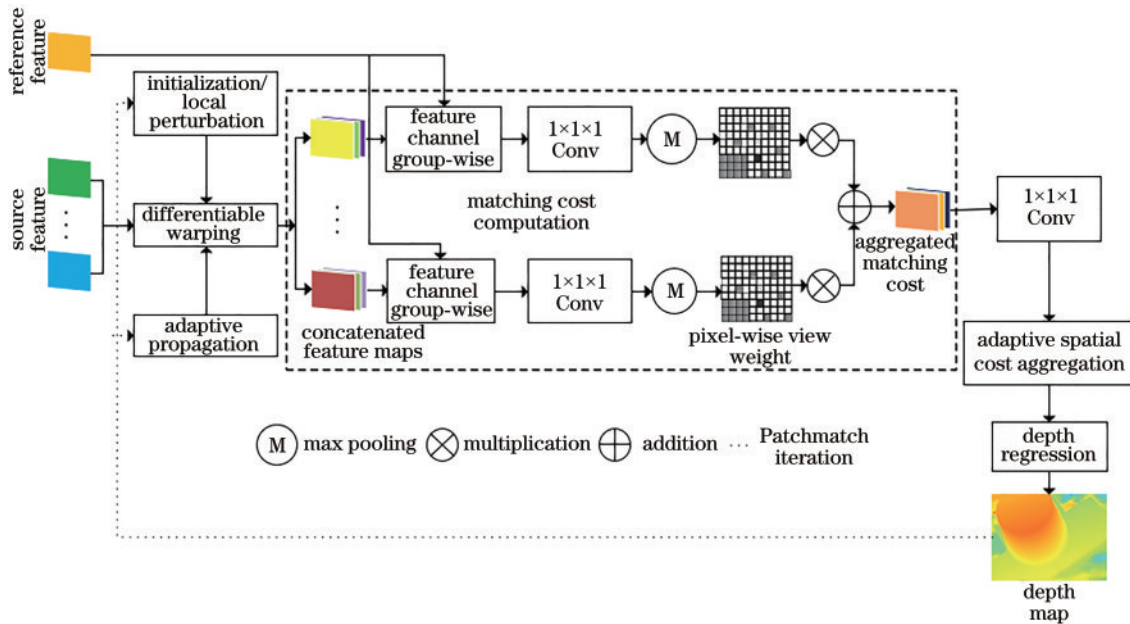 reference
feature
source
feature
initialization/
local
perturbation
differentiable
warping
adaptive
propagation
feature
channel
group-wise
1×1×1
Conv
M
matching cost
computation
feature
channel
group-wise
1×1×1
Conv
M
concatenated
feature maps
pixel-wise view
weight
aggregated
matching
cost
1×1×1
Conv
adaptive spatial
cost aggregation
depth
regression
depth
map
M max pooling
multiplication
addition
Patchmatch
iteration